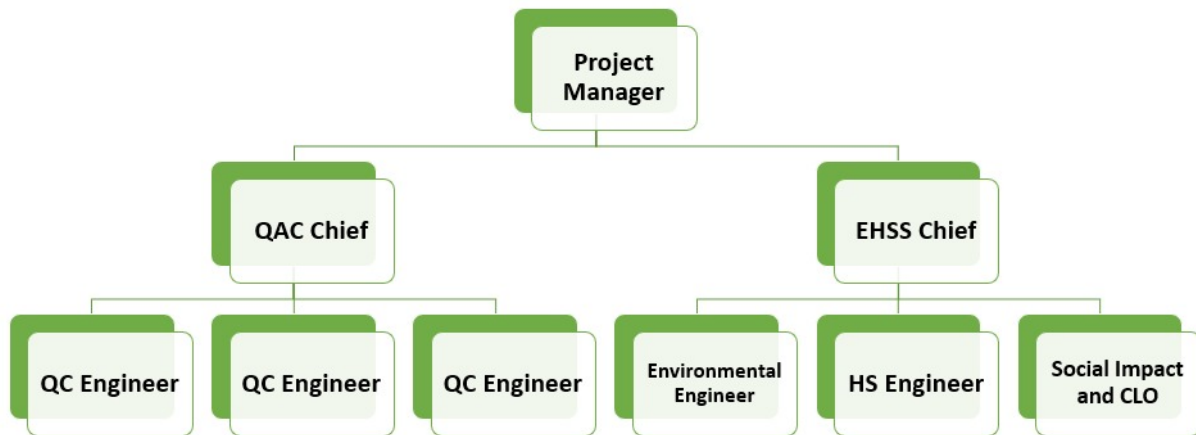 Project
Manager
QAC Chief
EHSS Chief
QC Engineer
QC Engineer
QC Engineer
Environmental
Engineer
HS Engineer
Social Impact
and CLO